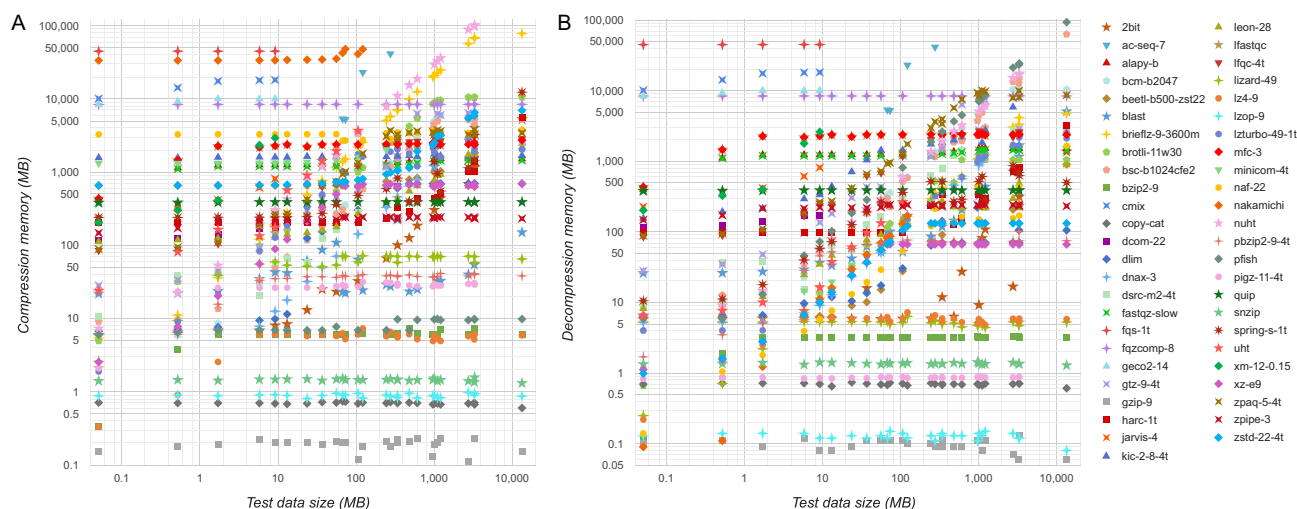 A
Compression memory (MB)
100,000
50,000
10,000
5,000
1,000
500
100
50
10
5
1
0.5
0.1
0.1
1
10
100
1,000
10,000
Test data size (MB)
B
Decompression memory (MB)
100,000
50,000
10,000
5,000
1,000
500
100
50
10
5
1
0.5
0.1
0.05
0.1
1
10
100
1,000
10,000
Test data size (MB)
2bit
ac-seq-7
alapy-b
bcm-b2047
beetl-b500-zst22
blast
brieflz-9-3600m
brotli-11w30
bsc-b1024cfe2
bzip2-9
cmix
copy-cat
dcom-22
dlim
dnax-3
dsrc-m2-4t
fastqz-slow
fqs-1t
fqzcomp-8
geco2-14
gtz-9-4t
gzip-9
harc-1t
jarvis-4
kic-2-8-4t
leon-28
lfastqc
lfqc-4t
lizard-49
lz4-9
lzop-9
lzturbo-49-1t
mfc-3
minicom-4t
naf-22
nakamichi
nuht
pbzip2-9-4t
pfish
pigz-11-4t
quip
snzip
spring-s-1t
uht
xm-12-0.15
xz-e9
zpaq-5-4t
zpipe-3
zstd-22-4t